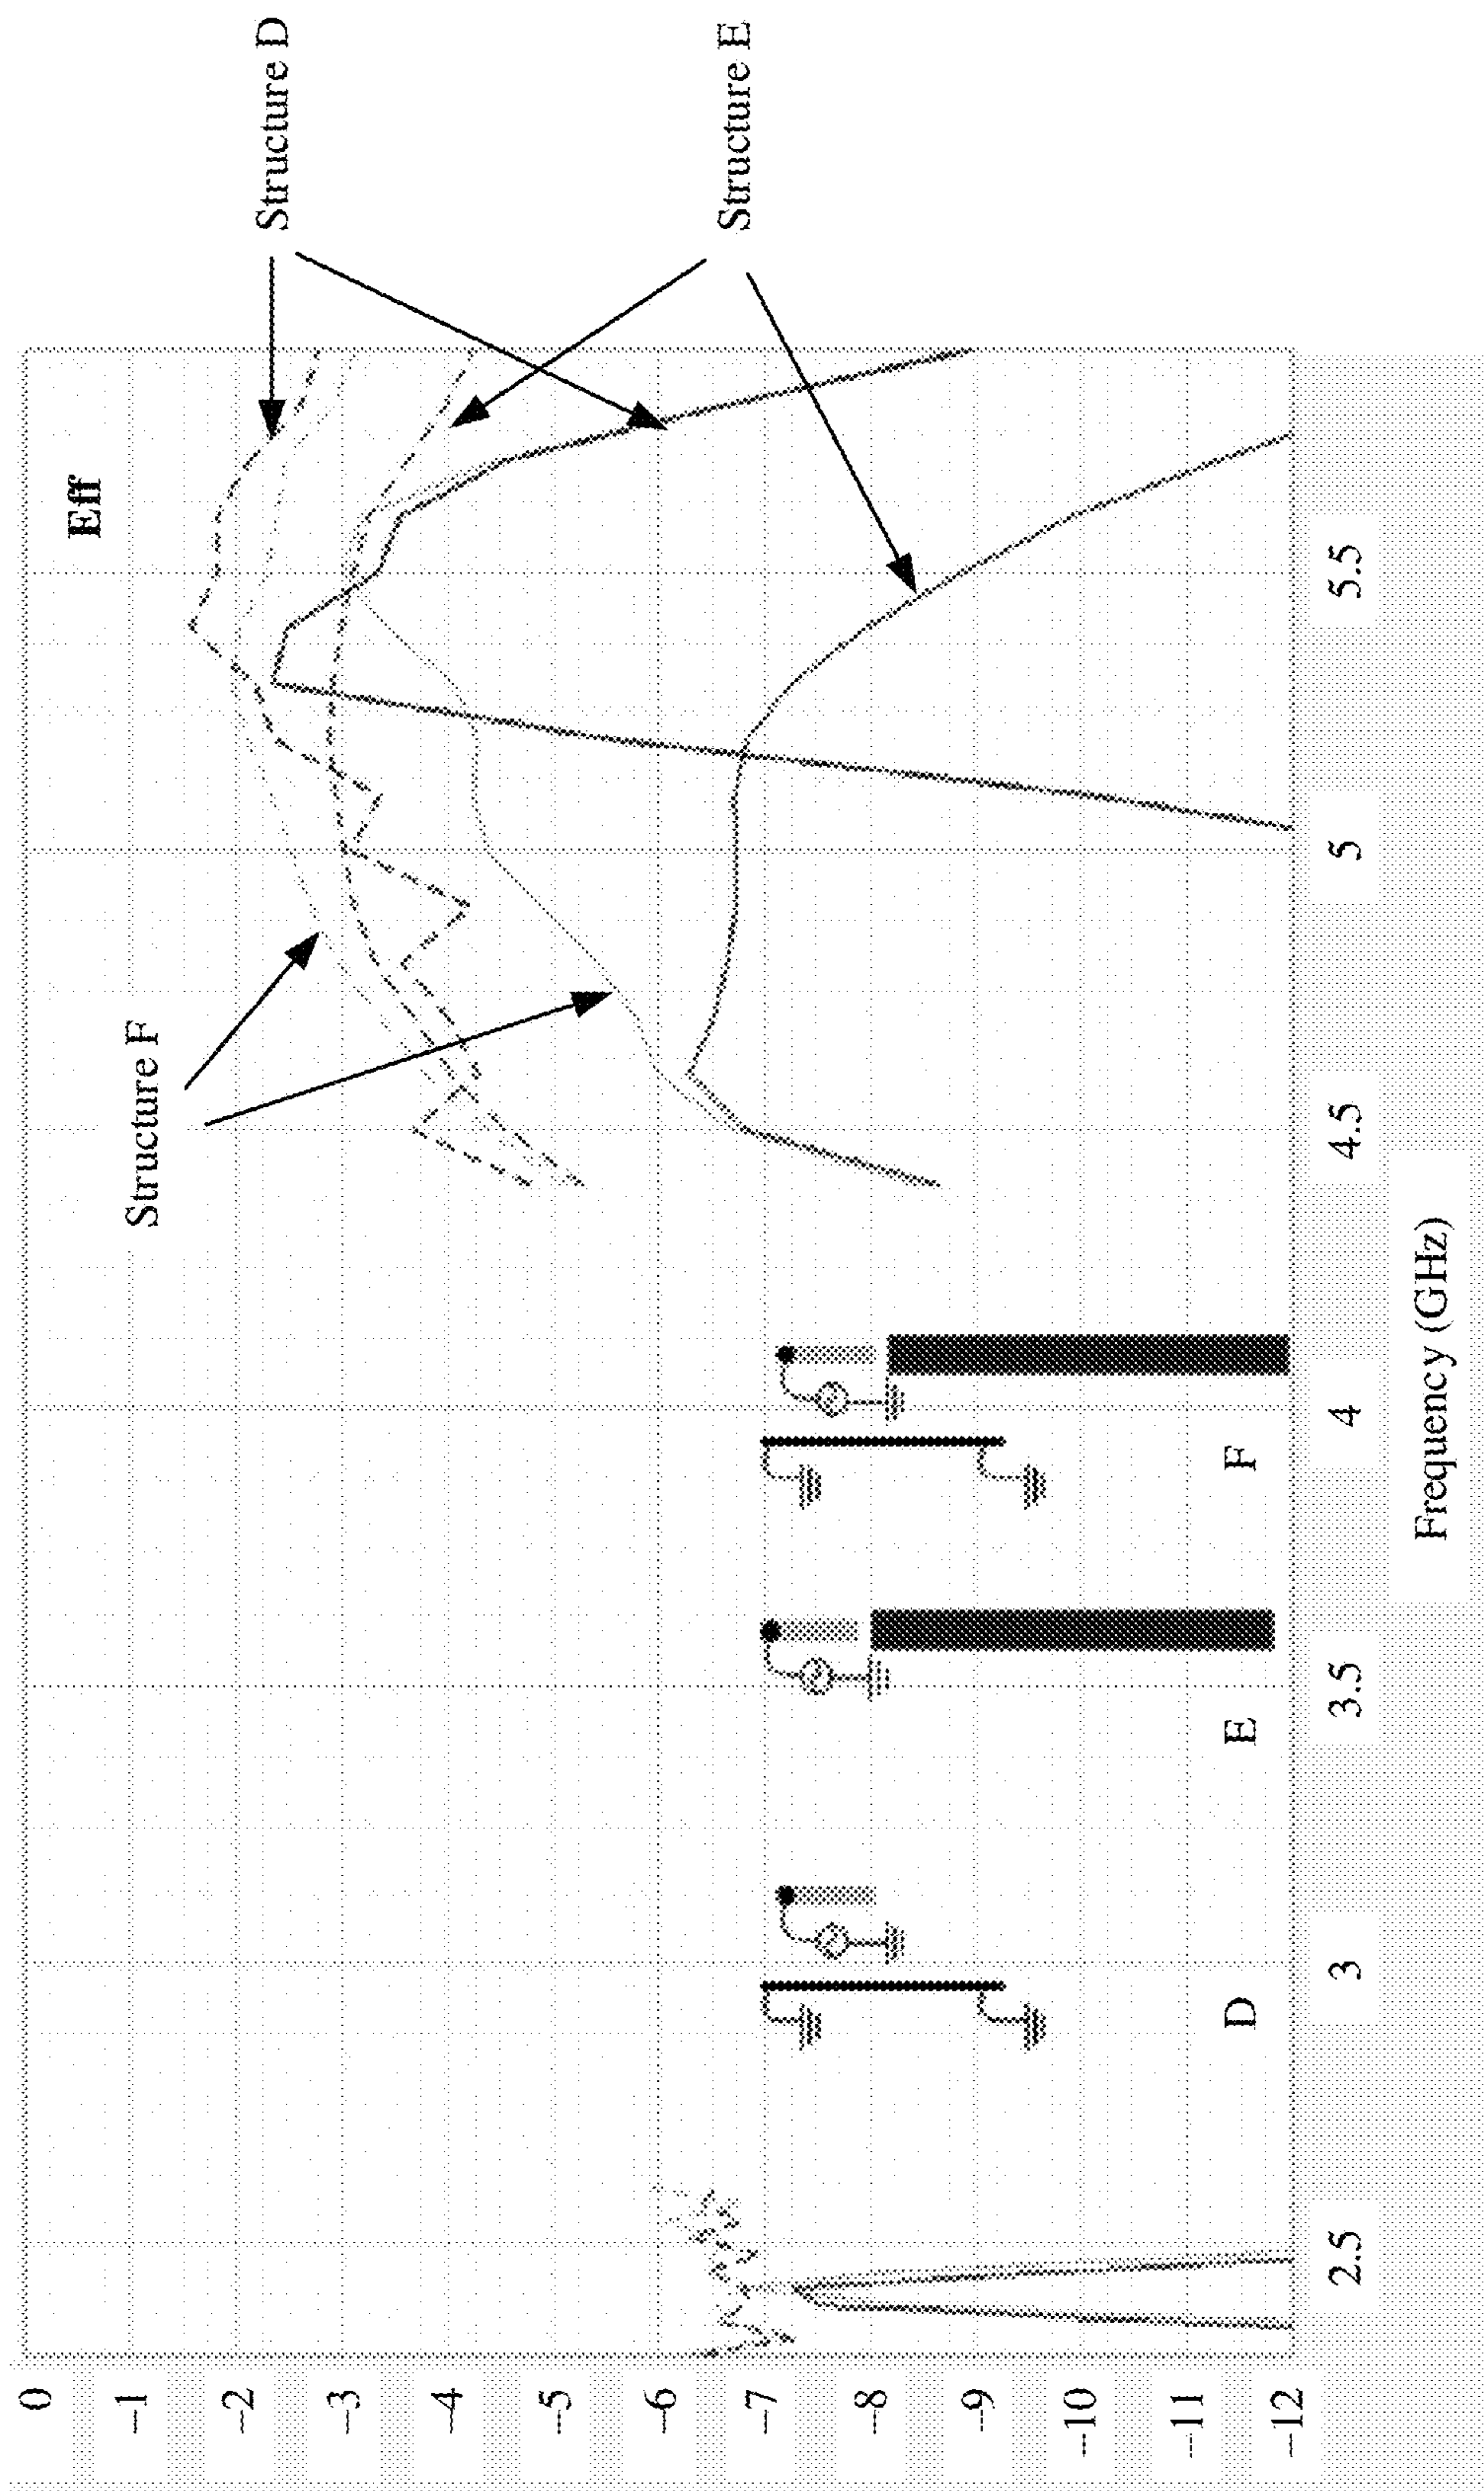 Eff
Structure D
Structure E
Structure F
0
-1
-2
-3
-4
-5
-6
-7
-8
-9
-10
-11
-12
D
E
F
2.5
3
3.5
4
4.5
5
5.5
Frequency (GHz)